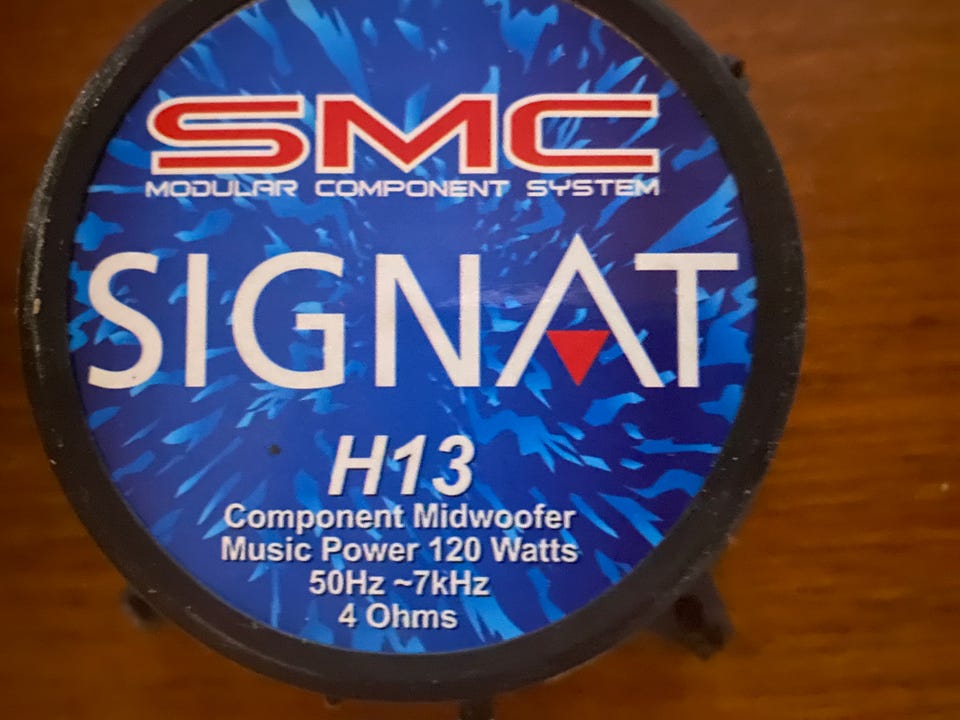 SMC
MODULAR COMPONENT SYSTEM
SIGNAT
H13
Component Midwoofer
Music Power 120 Watts
50Hz ~7kHz
4 Ohms